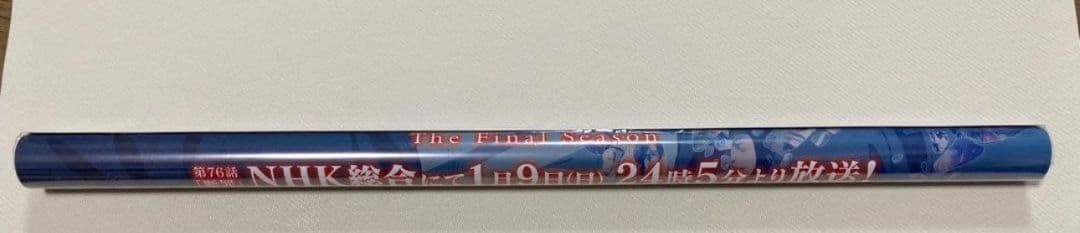 The Final Season
第76話
NHK総合にて1月9日(日) 24時5分より放送!